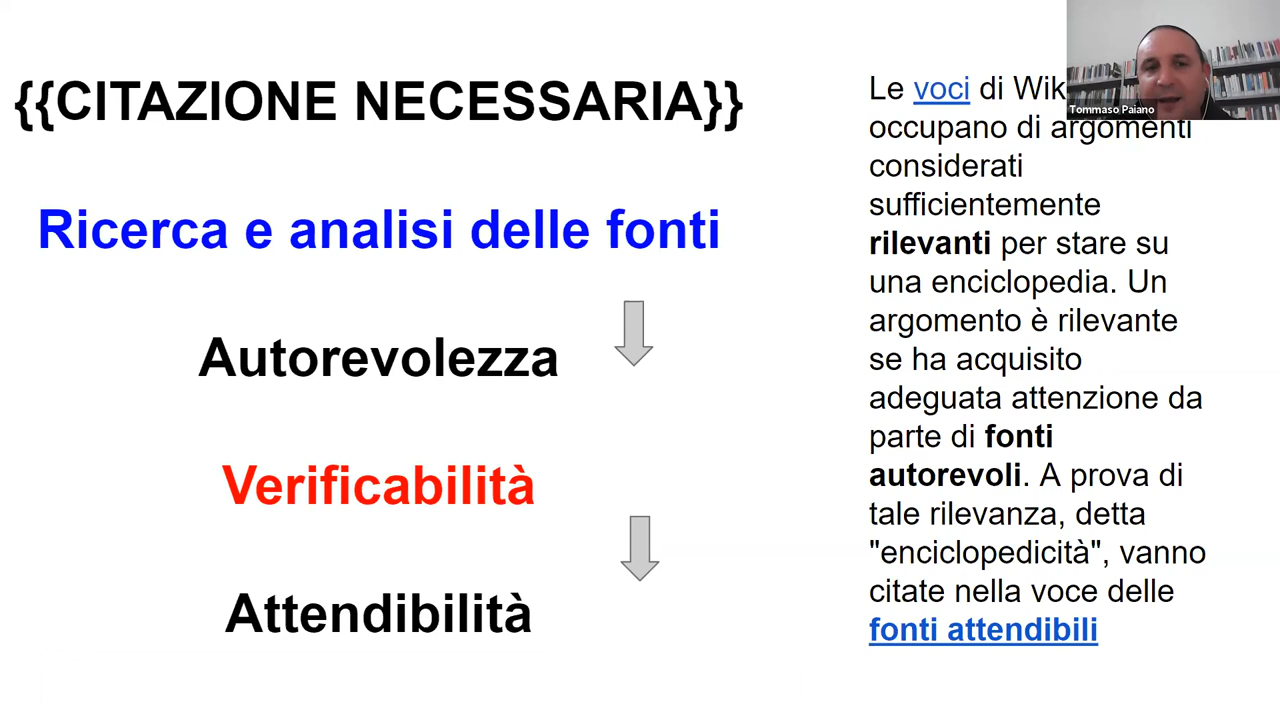 {{CITAZIONE NECESSARIA}}
Ricerca e analisi delle fonti
Autorevolezza
Verificabilità
Attendibilità
Le voci di Wik
occupano di argomenti
considerati
sufficientemente
rilevanti per stare su
una enciclopedia. Un
argomento è rilevante
se ha acquisito
adeguata attenzione da
parte di fonti
autorevoli. A prova di
tale rilevanza, detta
"enciclopedicità", vanno
citate nella voce delle
fonti attendibili
Tommaso Paiano